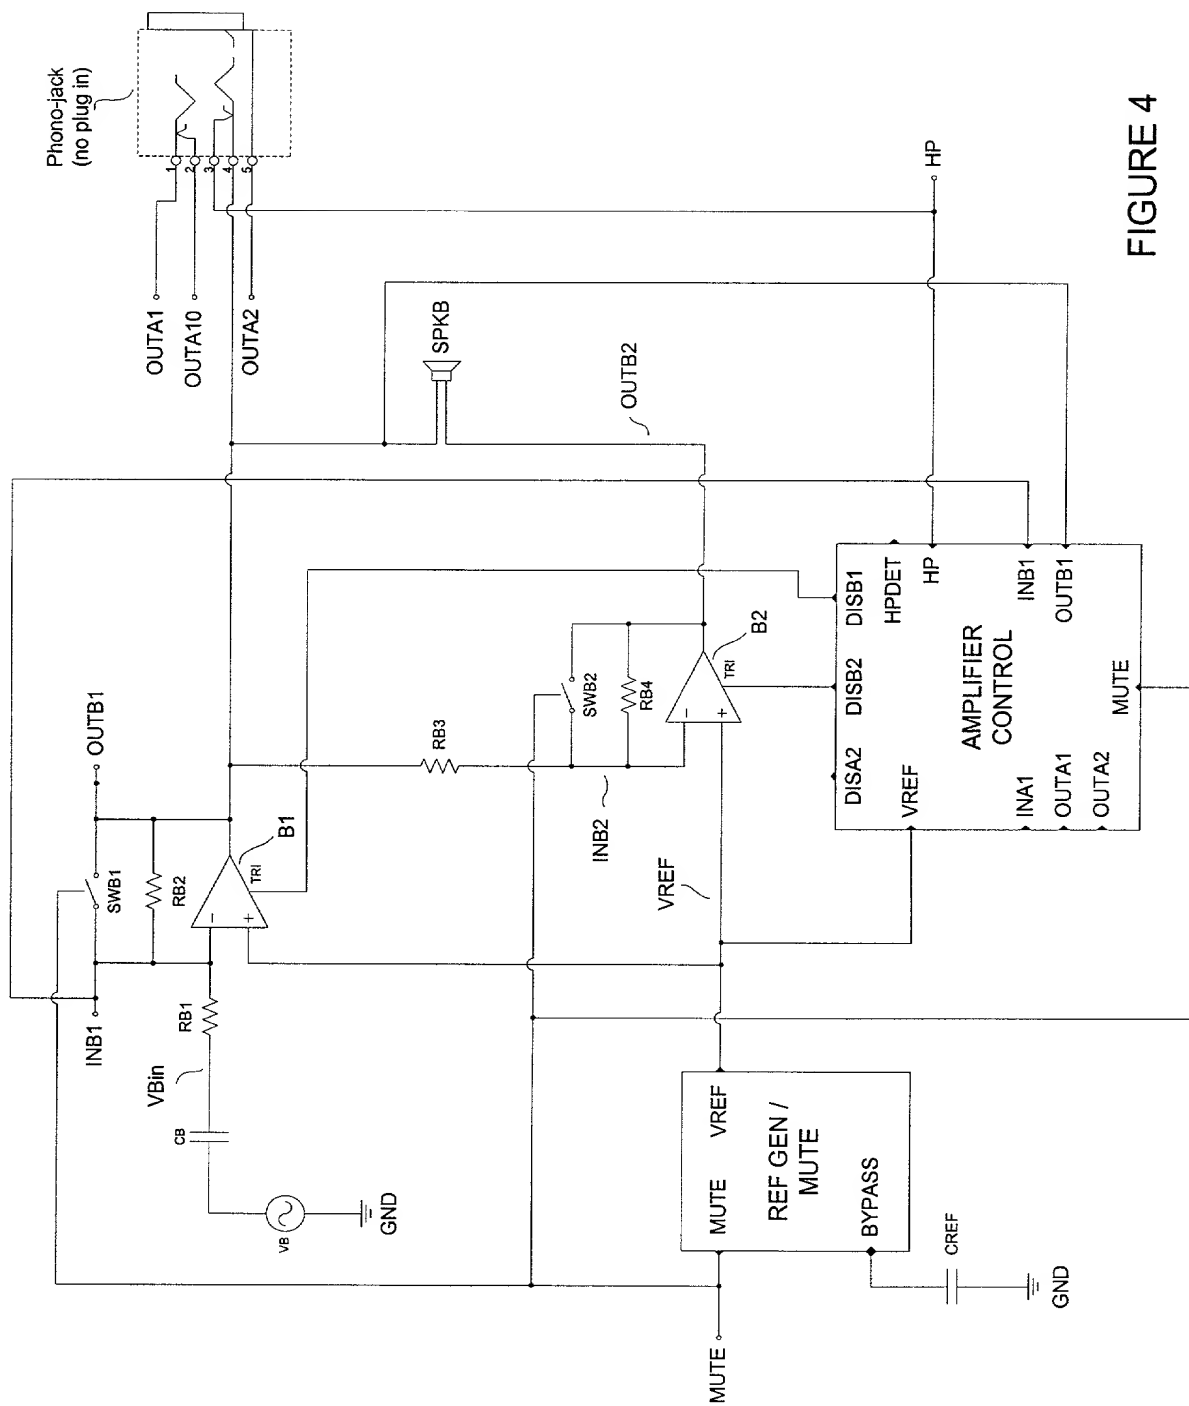 Phono-jack
(no plug in)
1
2
3
4
5
OUTA1
OUTA10
OUTA2
HP
SPKB
OUTB2
OUTB1
SWB1
RB2
B1
TRI
−
+
INB1
RB1
VBin
CB
VB
GND
RB3
SWB2
RB4
INB2
B2
TRI
−
+
VREF
DISB1
HPDET
HP
INB1
OUTB1
DISB2
AMPLIFIER
CONTROL
MUTE
DISA2
VREF
INA1
OUTA1
OUTA2
VREF
MUTE
REF GEN /
MUTE
BYPASS
CREF
GND
MUTE
FIGURE 4